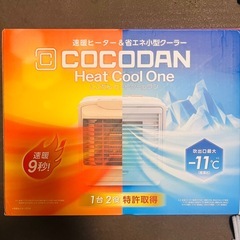 速暖ヒーター&省エネ小型クーラー
COCODAN
Heat Cool One
速暖
9秒!
吹出口最大
-11℃
1台2役 特許取得